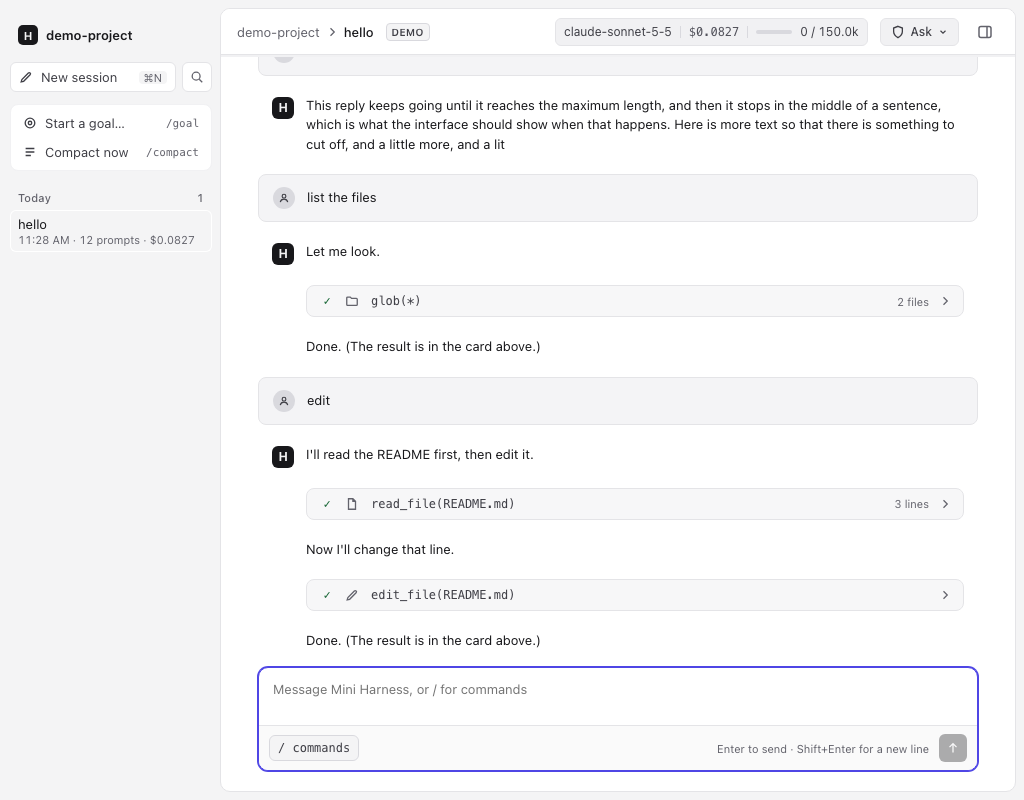 H demo-project
New session ⌘N
Start a goal... /goal
Compact now /compact
Today 1
hello
11:28 AM · 12 prompts · $0.0827
demo-project > hello DEMO
claude-sonnet-5-5 $0.0827 0 / 150.0k
Ask
H This reply keeps going until it reaches the maximum length, and then it stops in the middle of a sentence,
which is what the interface should show when that happens. Here is more text so that there is something to
cut off, and a little more, and a lit
list the files
H Let me look.
✓ glob(*) 2 files
Done. (The result is in the card above.)
edit
H I'll read the README first, then edit it.
✓ read_file(README.md) 3 lines
Now I'll change that line.
✓ edit_file(README.md)
Done. (The result is in the card above.)
Message Mini Harness, or / for commands
/ commands
Enter to send · Shift+Enter for a new line